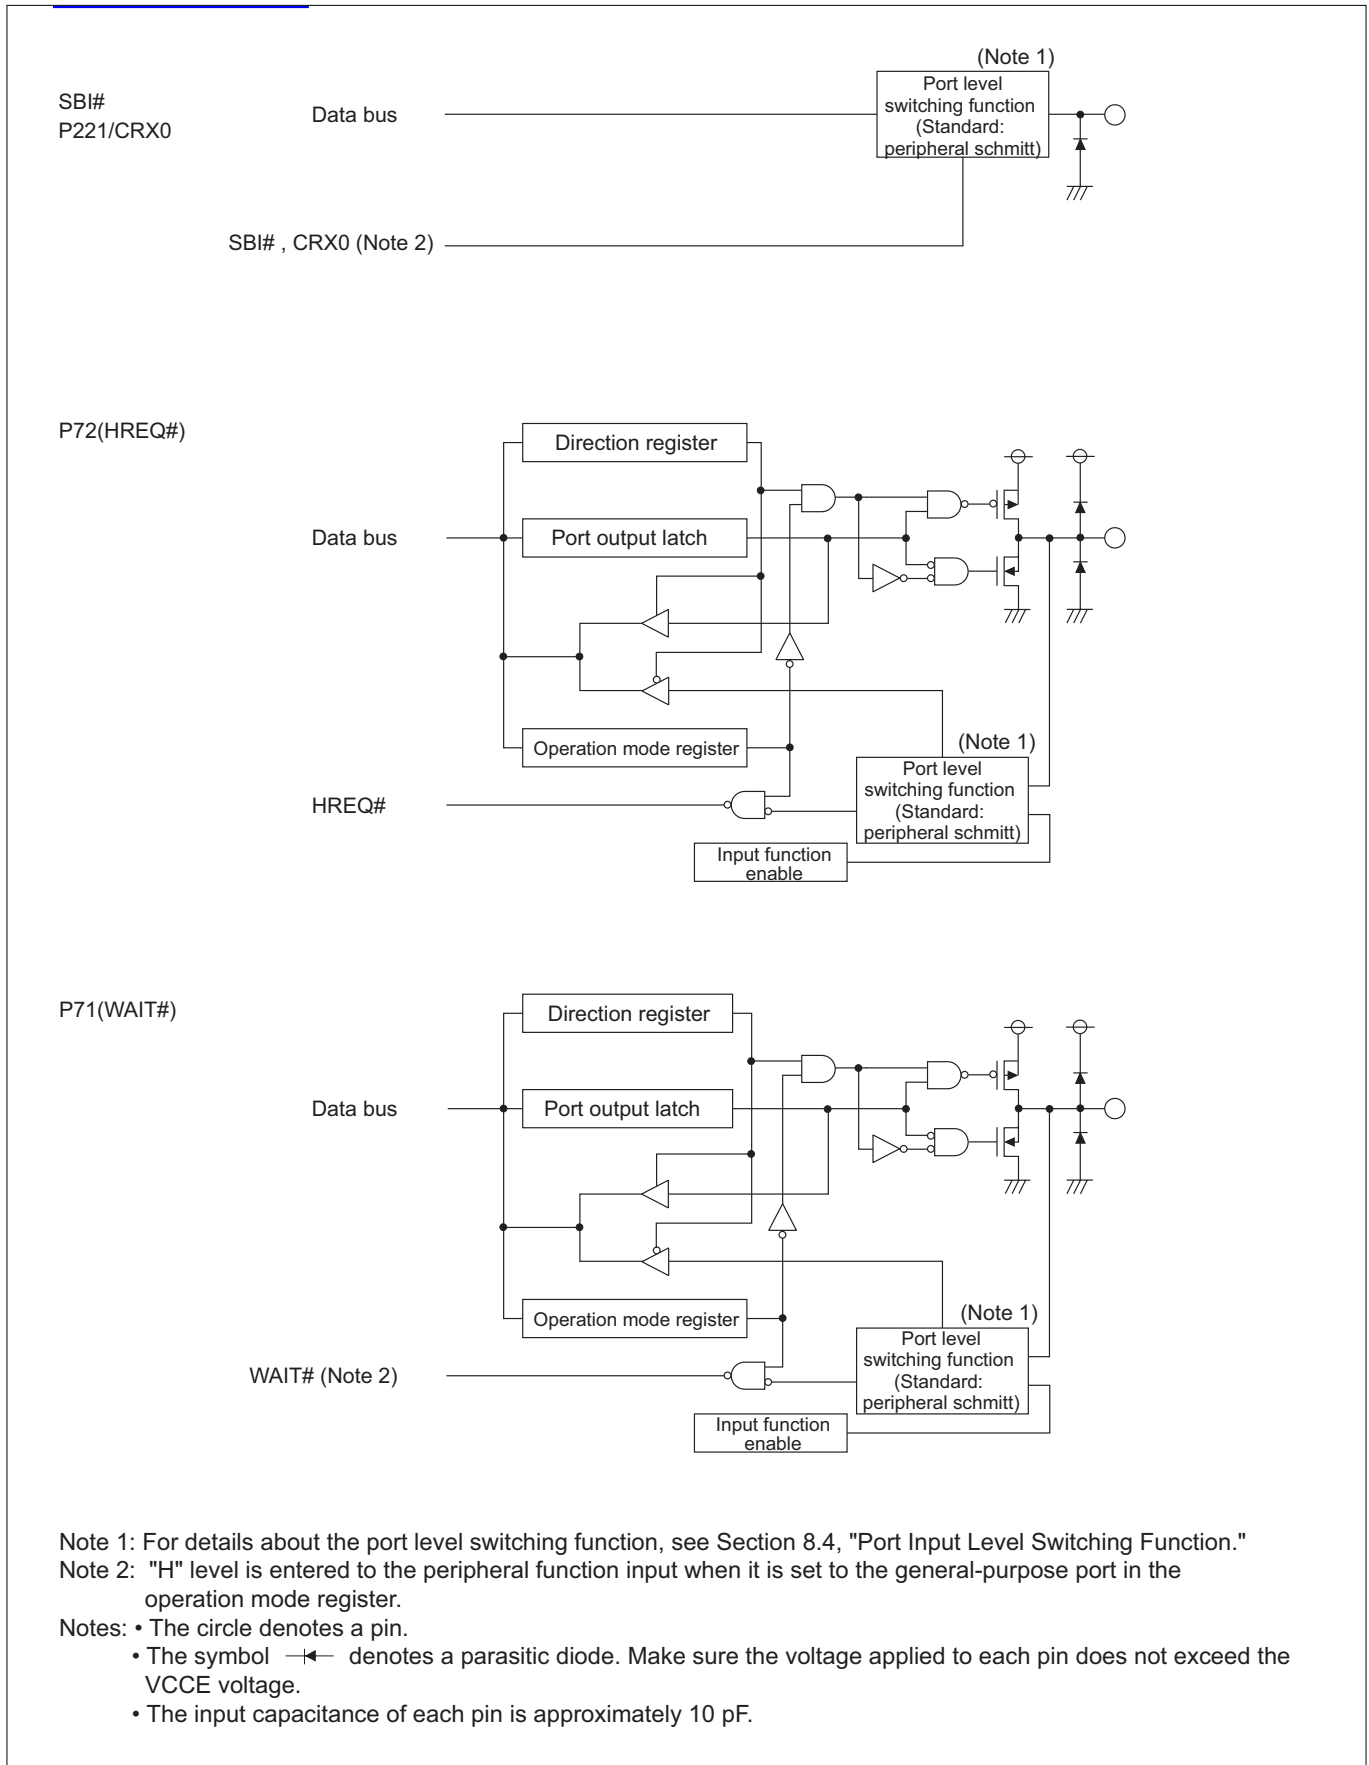 (Note 1)
SBI#
P221/CRX0
Data bus
Port level
switching function
(Standard:
peripheral schmitt)
SBI# , CRX0 (Note 2)
P72(HREQ#)
Direction register
Data bus
Port output latch
Operation mode register
(Note 1)
Port level
switching function
(Standard:
peripheral schmitt)
HREQ#
Input function
enable
P71(WAIT#)
Direction register
Data bus
Port output latch
Operation mode register
(Note 1)
Port level
switching function
(Standard:
peripheral schmitt)
WAIT# (Note 2)
Input function
enable
Note 1: For details about the port level switching function, see Section 8.4, "Port Input Level Switching Function."
Note 2: "H" level is entered to the peripheral function input when it is set to the general-purpose port in the
operation mode register.
Notes: • The circle denotes a pin.
• The symbol denotes a parasitic diode. Make sure the voltage applied to each pin does not exceed the
VCCE voltage.
• The input capacitance of each pin is approximately 10 pF.